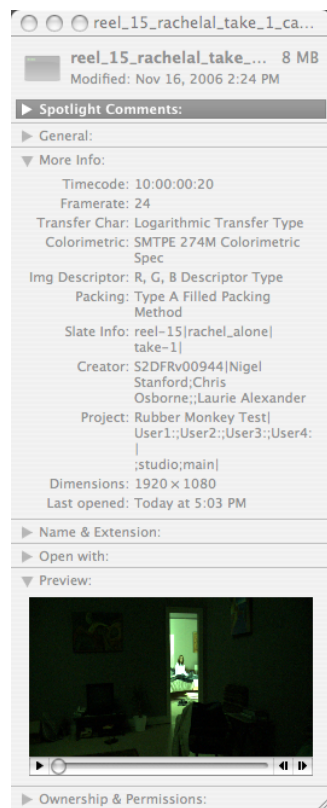 reel_15_rachelal_take_1_ca...
reel_15_rachelal_take_... 8 MB
Modified: Nov 16, 2006 2:24 PM
Spotlight Comments:
General:
More Info:
Timecode: 10:00:00:20
Framerate: 24
Transfer Char: Logarithmic Transfer Type
Colorimetric: SMTPE 274M Colorimetric
Spec
Img Descriptor: R, G, B Descriptor Type
Packing: Type A Filled Packing
Method
Slate Info: reel-15|rachel_alone|
take-1|
Creator: S2DFRv00944|Nigel
Stanford;Chris
Osborne;;Laurie Alexander
Project: Rubber Monkey Test|
User1:;User2:;User3:;User4:
|
;studio;main|
Dimensions: 1920 × 1080
Last opened: Today at 5:03 PM
Name & Extension:
Open with:
Preview:
Ownership & Permissions: